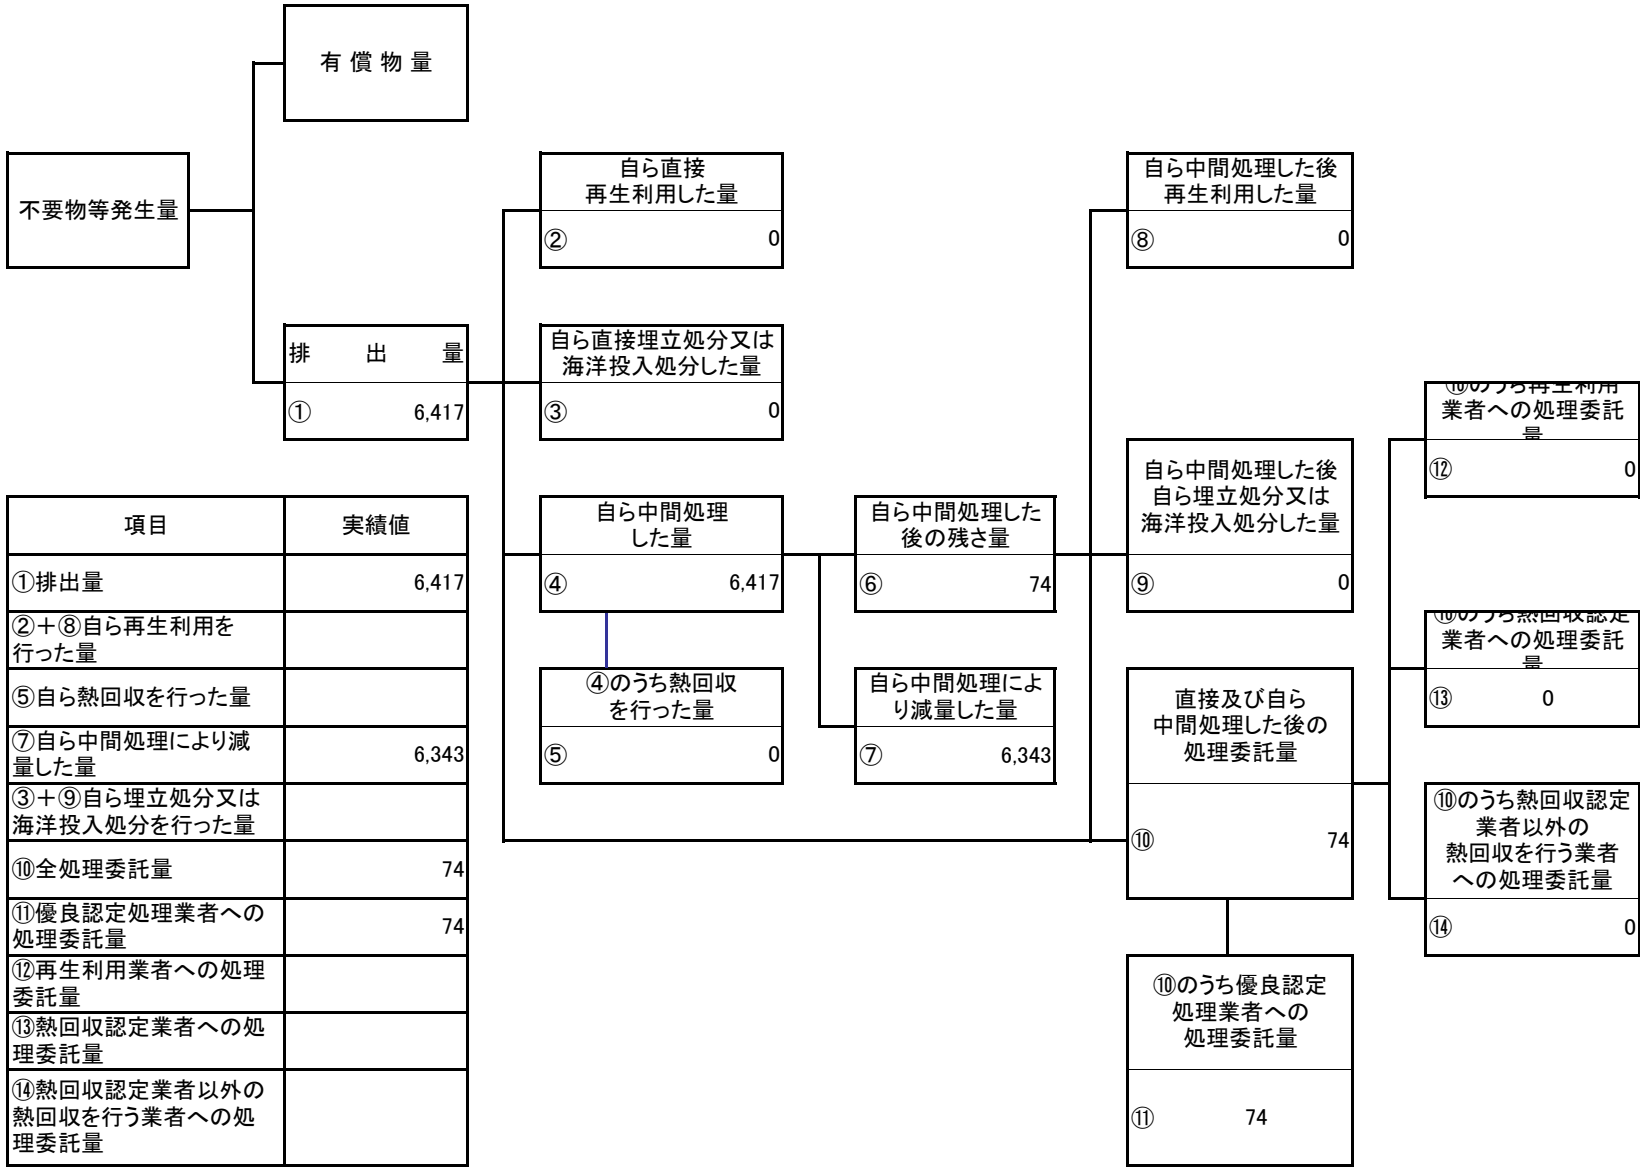 有 償 物 量
不要物等発生量
排 出 量
① 6,417
自ら直接
再生利用した量
② 0
自ら直接埋立処分又は
海洋投入処分した量
③ 0
自ら中間処理
した量
④ 6,417
④のうち熱回収
を行った量
⑤ 0
自ら中間処理した
後の残さ量
⑥ 74
自ら中間処理によ
り減量した量
⑦ 6,343
自ら中間処理した後
再生利用した量
⑧ 0
自ら中間処理した後
自ら埋立処分又は
海洋投入処分した量
⑨ 0
直接及び自ら
中間処理した後の
処理委託量
⑩ 74
⑩のうち優良認定
処理業者への
処理委託量
⑪ 74
⑩のうち再生利用
業者への処理委託
量
⑫ 0
⑩のうち熱回収認定
業者への処理委託
量
⑬ 0
⑩のうち熱回収認定
業者以外の
熱回収を行う業者
への処理委託量
⑭ 0
項目 実績値
①排出量 6,417
②＋⑧自ら再生利用を
行った量
⑤自ら熱回収を行った量
⑦自ら中間処理により減
量した量 6,343
③＋⑨自ら埋立処分又は
海洋投入処分を行った量
⑩全処理委託量 74
⑪優良認定処理業者への
処理委託量 74
⑫再生利用業者への処理
委託量
⑬熱回収認定業者への処
理委託量
⑭熱回収認定業者以外の
熱回収を行う業者への処
理委託量